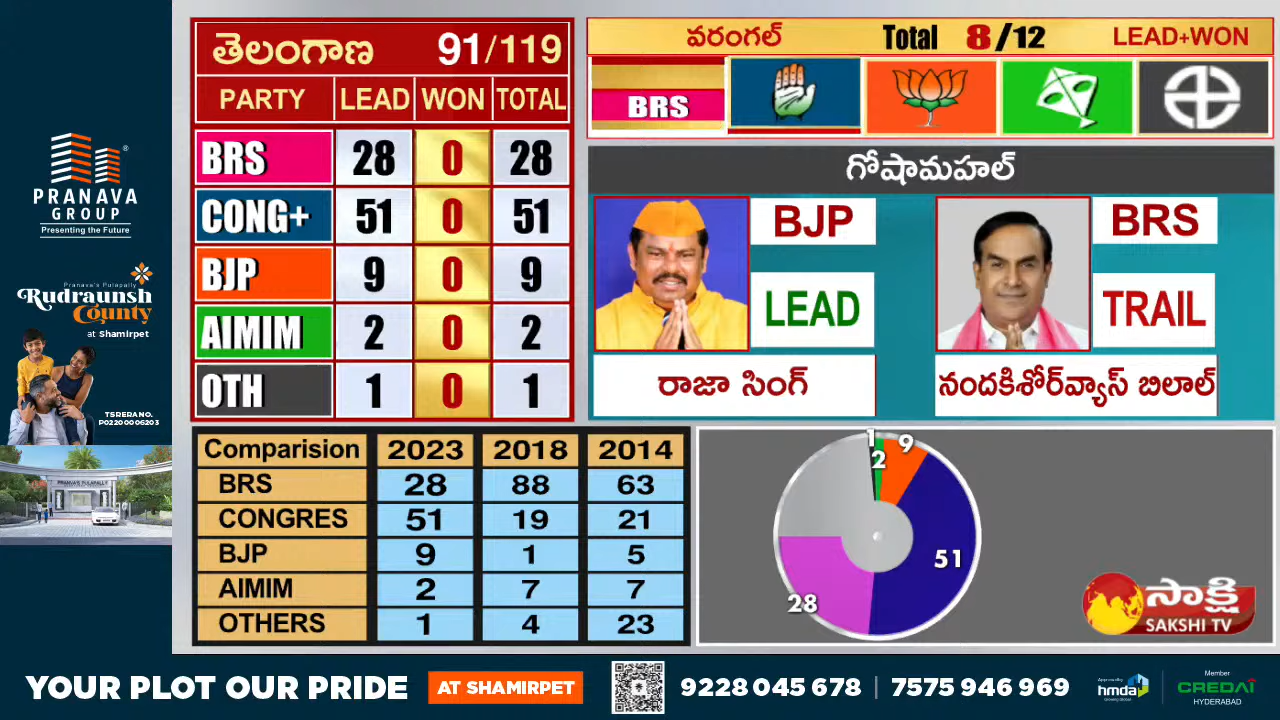 PRANAVA
GROUP
Presenting the Future
Pranava's Pulapally
Rudraunsh
County
at Shamirpet
TSRERA NO.
P02200006203
తెలంగాణ 91/119
PARTY LEAD WON TOTAL
BRS 28 0 28
CONG+ 51 0 51
BJP 9 0 9
AIMIM 2 0 2
OTH 1 0 1
వరంగల్ Total 8/12 LEAD+WON
BRS
గోషామహల్
BJP BRS
LEAD TRAIL
రాజా సింగ్ నందకిశోర్‌వ్యాస్ బిలాల్
Comparision 2023 2018 2014
BRS 28 88 63
CONGRES 51 19 21
BJP 9 1 5
AIMIM 2 7 7
OTHERS 1 4 23
1 9
2
51
28
సాక్షి
SAKSHI TV
YOUR PLOT OUR PRIDE AT SHAMIRPET 9228 045 678 | 7575 946 969
Approved by
hmda
Member
CREDAI
HYDERABAD